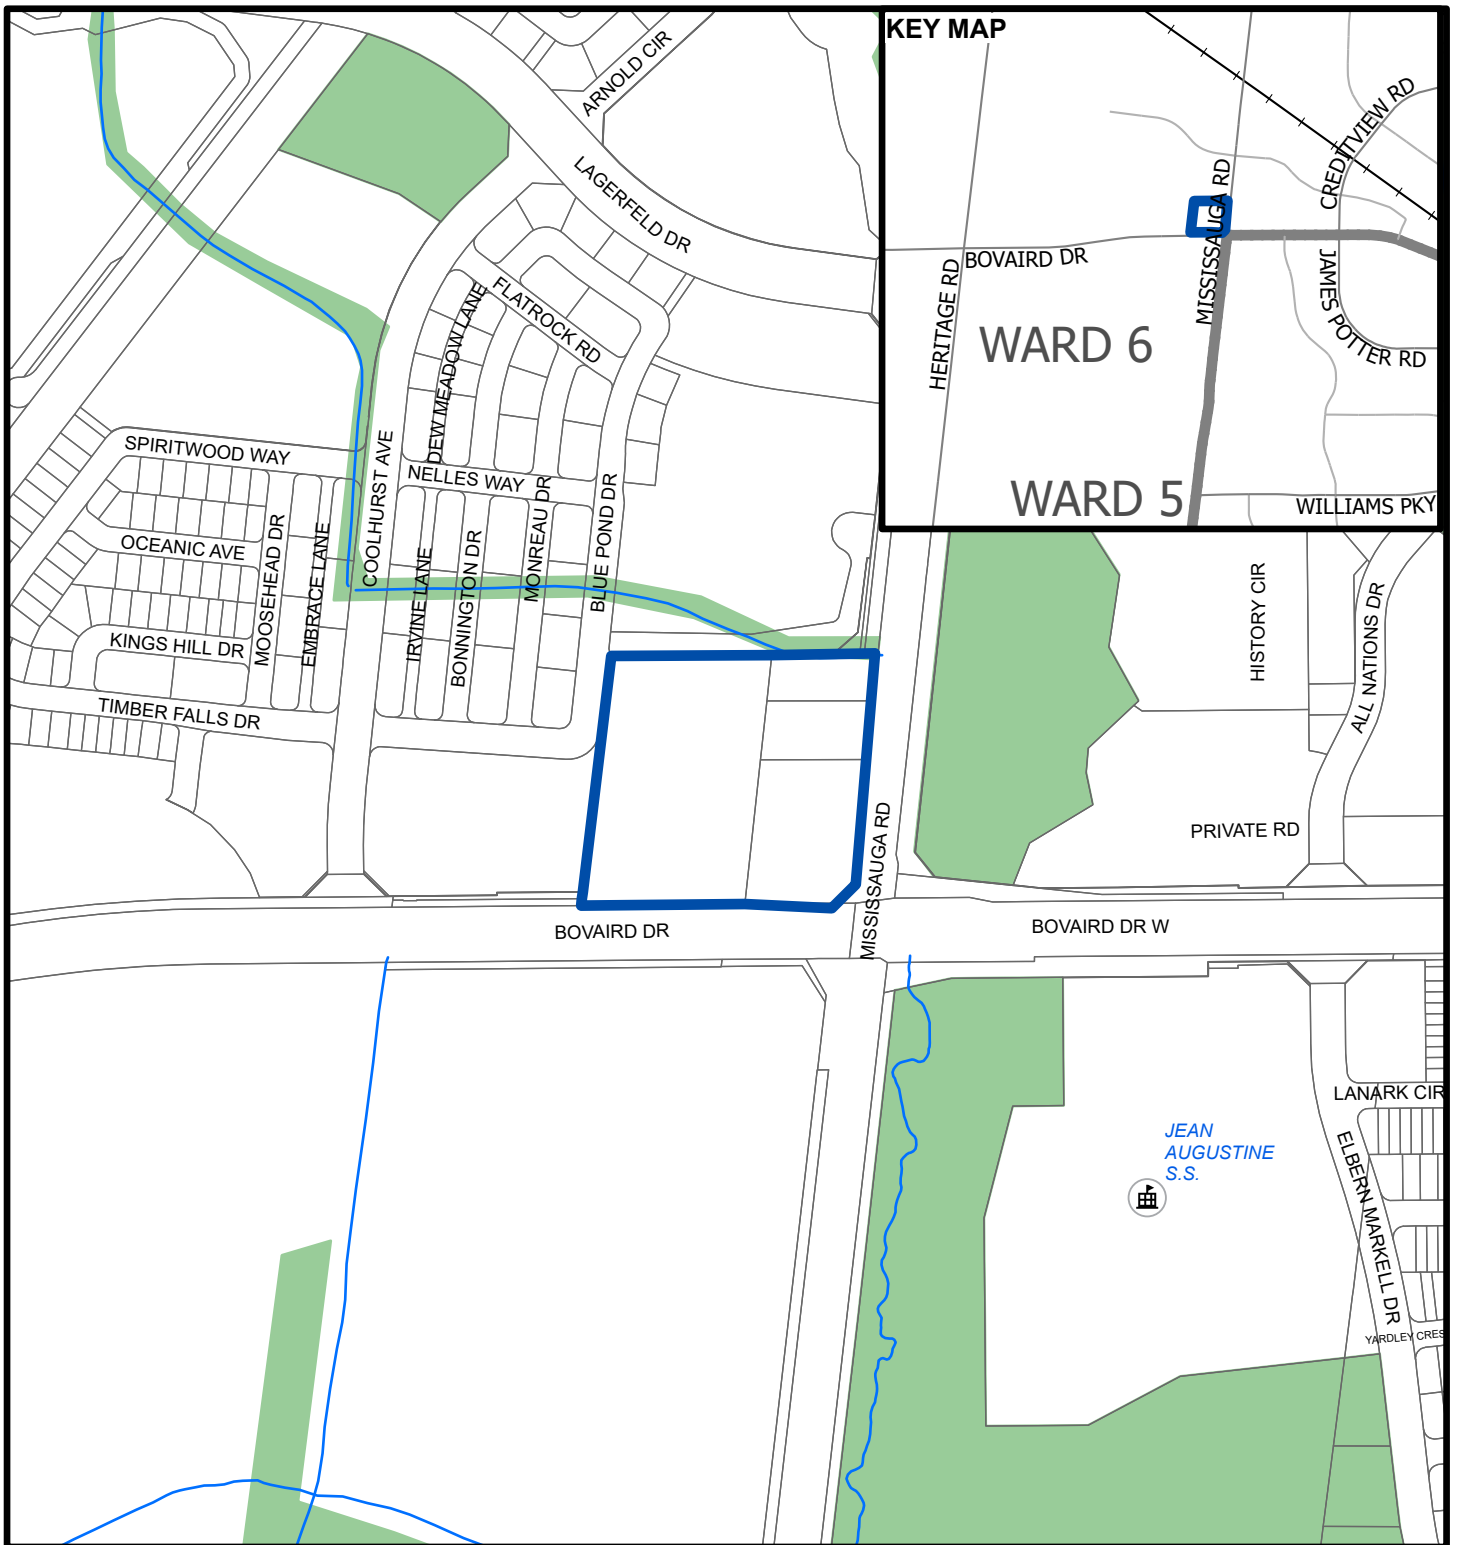 KEY MAP
ARNOLD CIR
LAGERFELD DR
CREDITVIEW RD
MISSISSAUGA RD
BOVAIRD DR
HERITAGE RD
JAMES POTTER RD
WARD 6
WARD 5
WILLIAMS PKY
FLATROCK RD
DEW MEADOW LANE
SPIRITWOOD WAY
COOLHURST AVE
NELLES WAY
MONREAU DR
BLUE POND DR
OCEANIC AVE
MOOSEHEAD DR
EMBRACE LANE
IRVINE LANE
BONNINGTON DR
KINGS HILL DR
TIMBER FALLS DR
HISTORY CIR
ALL NATIONS DR
PRIVATE RD
MISSISSAUGA RD
BOVAIRD DR
BOVAIRD DR W
LANARK CIR
JEAN
AUGUSTINE
S.S.
ELBERN MARKELL DR
YARDLEY CRES